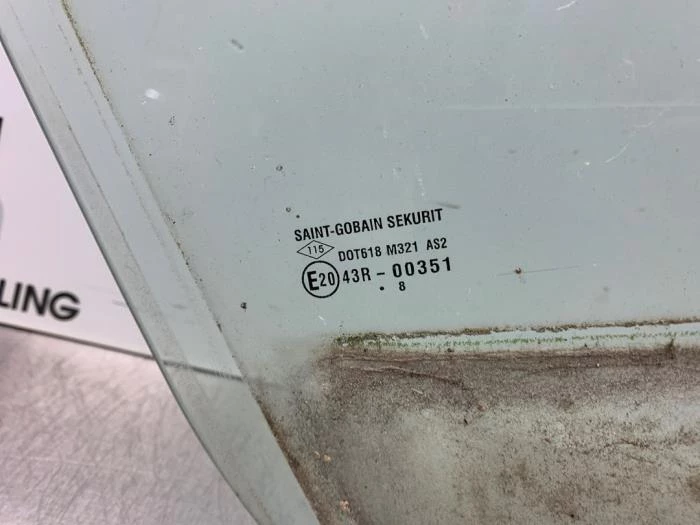 SAINT-GOBAIN SEKURIT
115 DOT618 M321 AS2
E20 43R - 00351
. 8
LING